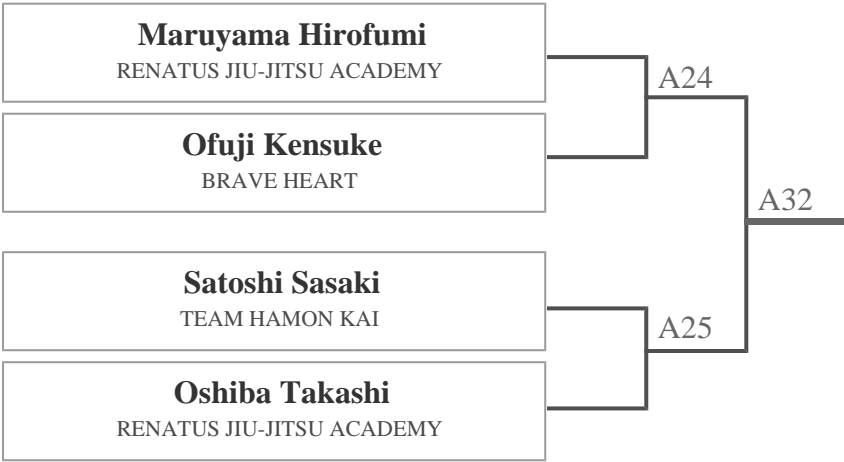 Maruyama Hirofumi
RENATUS JIU-JITSU ACADEMY
A24
Ofuji Kensuke
BRAVE HEART
A32
Satoshi Sasaki
TEAM HAMON KAI
A25
Oshiba Takashi
RENATUS JIU-JITSU ACADEMY